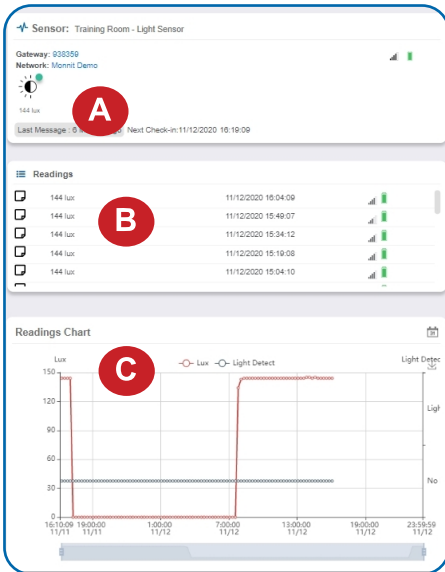 Sensor: Training Room - Light Sensor
Gateway: 938359
Network: Monnit Demo
144 lux
A
Last Message : 6 Next Check-in:11/12/2020 16:19:09
Readings
144 lux 11/12/2020 16:04:09
144 lux 11/12/2020 15:49:07
B
144 lux 11/12/2020 15:34:12
144 lux 11/12/2020 15:19:08
144 lux 11/12/2020 15:04:10
Readings Chart
31
Lux Lux Light Detect Light Detec
C
150
120
Ligh
90
60
No
30
0
16:10:09 19:00:00 1:00:00 7:00:00 13:00:00 19:00:00 23:59:59
11/11 11/11 11/12 11/12 11/12 11/12 11/12